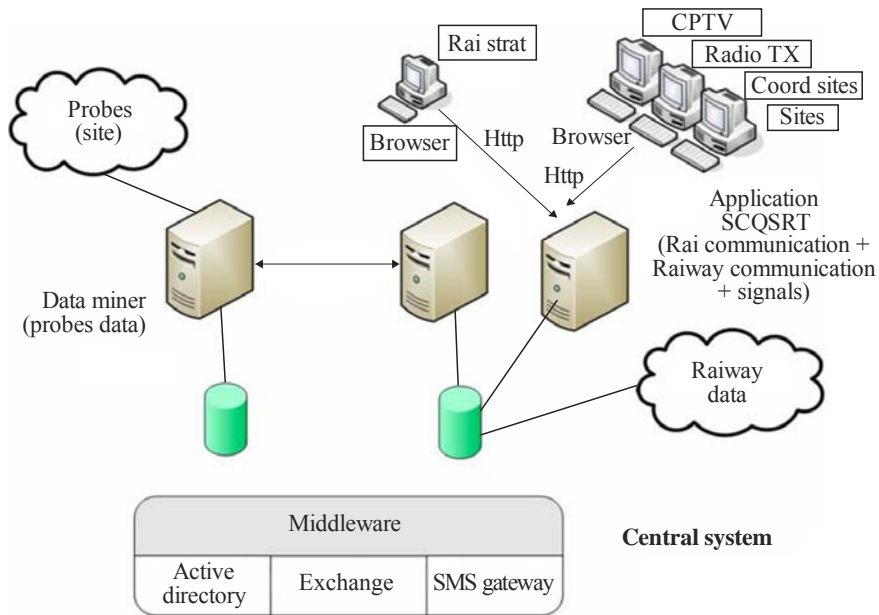 CPTV
Rai strat
Radio TX
Coord sites
Sites
Probes
(site)
Browser
Http
Browser
Http
Application
SCQSRT
(Rai communication +
Raiway communication
+ signals)
Data miner
(probes data)
Raiway
data
Middleware
Active
directory
Exchange
SMS gateway
Central system